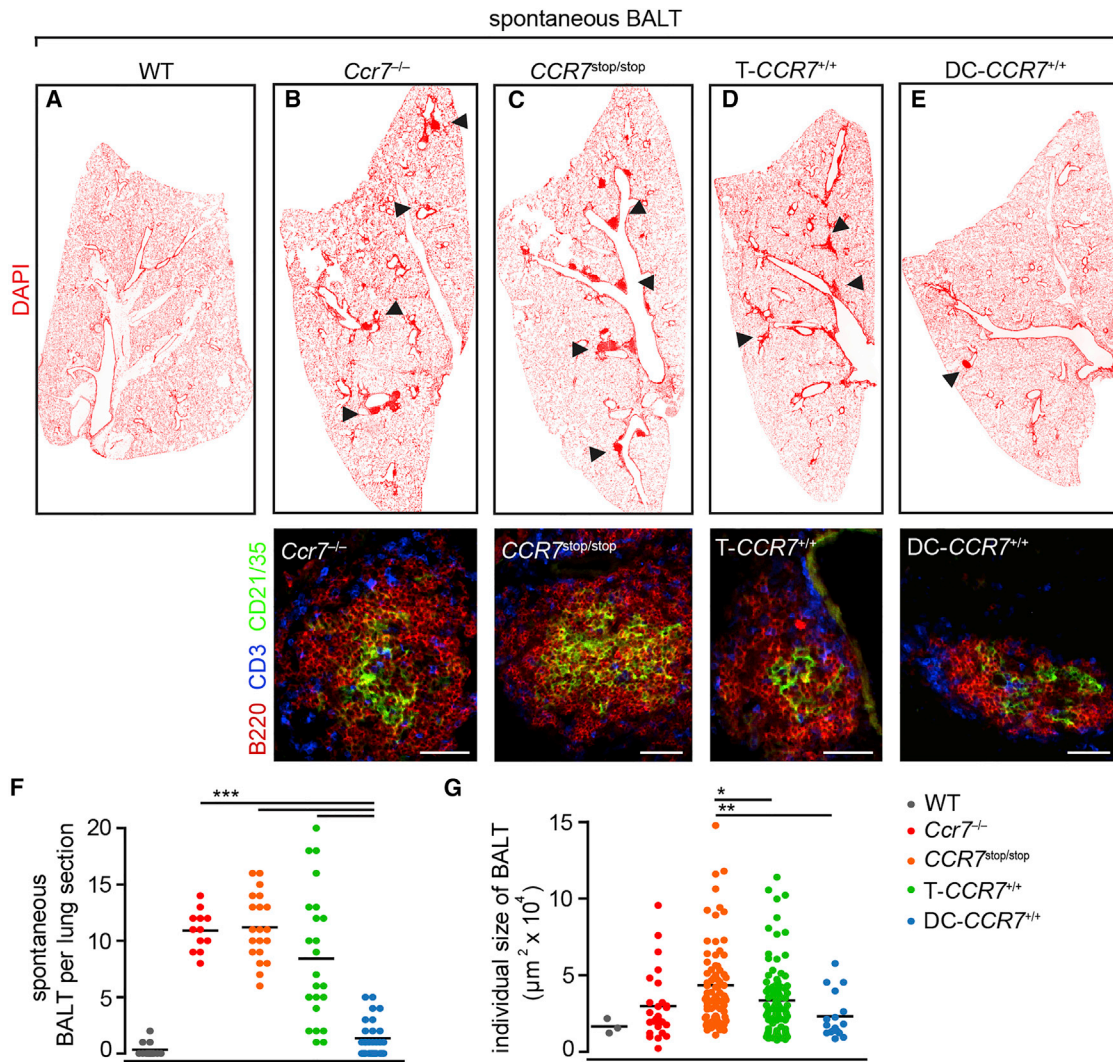 spontaneous BALT
WT
Ccr7–/–
CCR7stop/stop
T-CCR7+/+
DC-CCR7+/+
A
B
C
D
E
DAPI
B220 CD3 CD21/35
Ccr7–/–
CCR7stop/stop
T-CCR7+/+
DC-CCR7+/+
F
spontaneous
BALT per lung section
20
15
10
5
0
***
G
individual size of BALT
(µm2 x 104)
15
10
5
0
*
**
WT
Ccr7–/–
CCR7stop/stop
T-CCR7+/+
DC-CCR7+/+